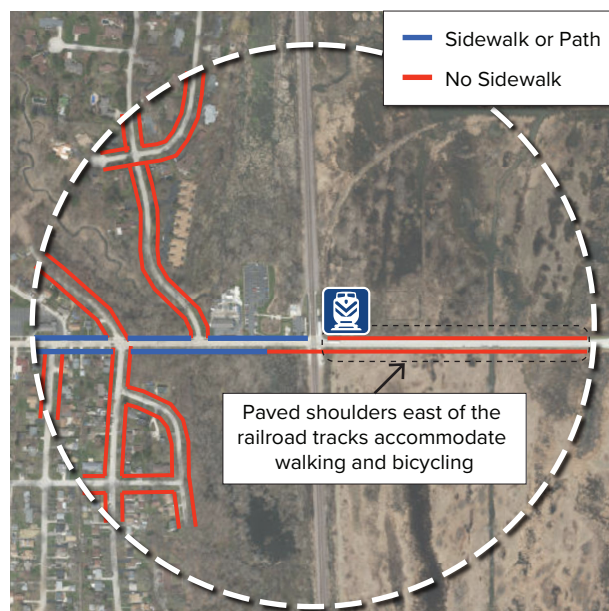 Sidewalk or Path
No Sidewalk
Paved shoulders east of the
railroad tracks accommodate
walking and bicycling